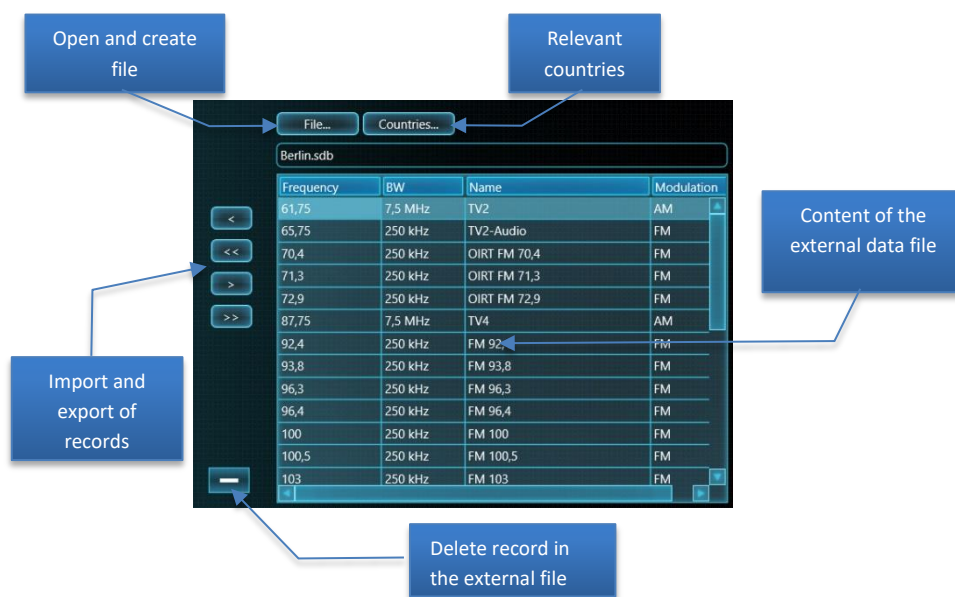 Open and create
file
Relevant
countries
File...
Countries...
Berlin.sdb
Frequency BW Name Modulation
61,75 7,5 MHz TV2 AM
65,75 250 kHz TV2-Audio FM
70,4 250 kHz OIRT FM 70,4 FM
71,3 250 kHz OIRT FM 71,3 FM
72,9 250 kHz OIRT FM 72,9 FM
87,75 7,5 MHz TV4 AM
92,4 250 kHz FM 92, FM
93,8 250 kHz FM 93,8 FM
96,3 250 kHz FM 96,3 FM
96,4 250 kHz FM 96,4 FM
100 250 kHz FM 100 FM
100,5 250 kHz FM 100,5 FM
103 250 kHz FM 103 FM
<
<<
>
>>
Content of the
external data file
Import and
export of
records
Delete record in
the external file